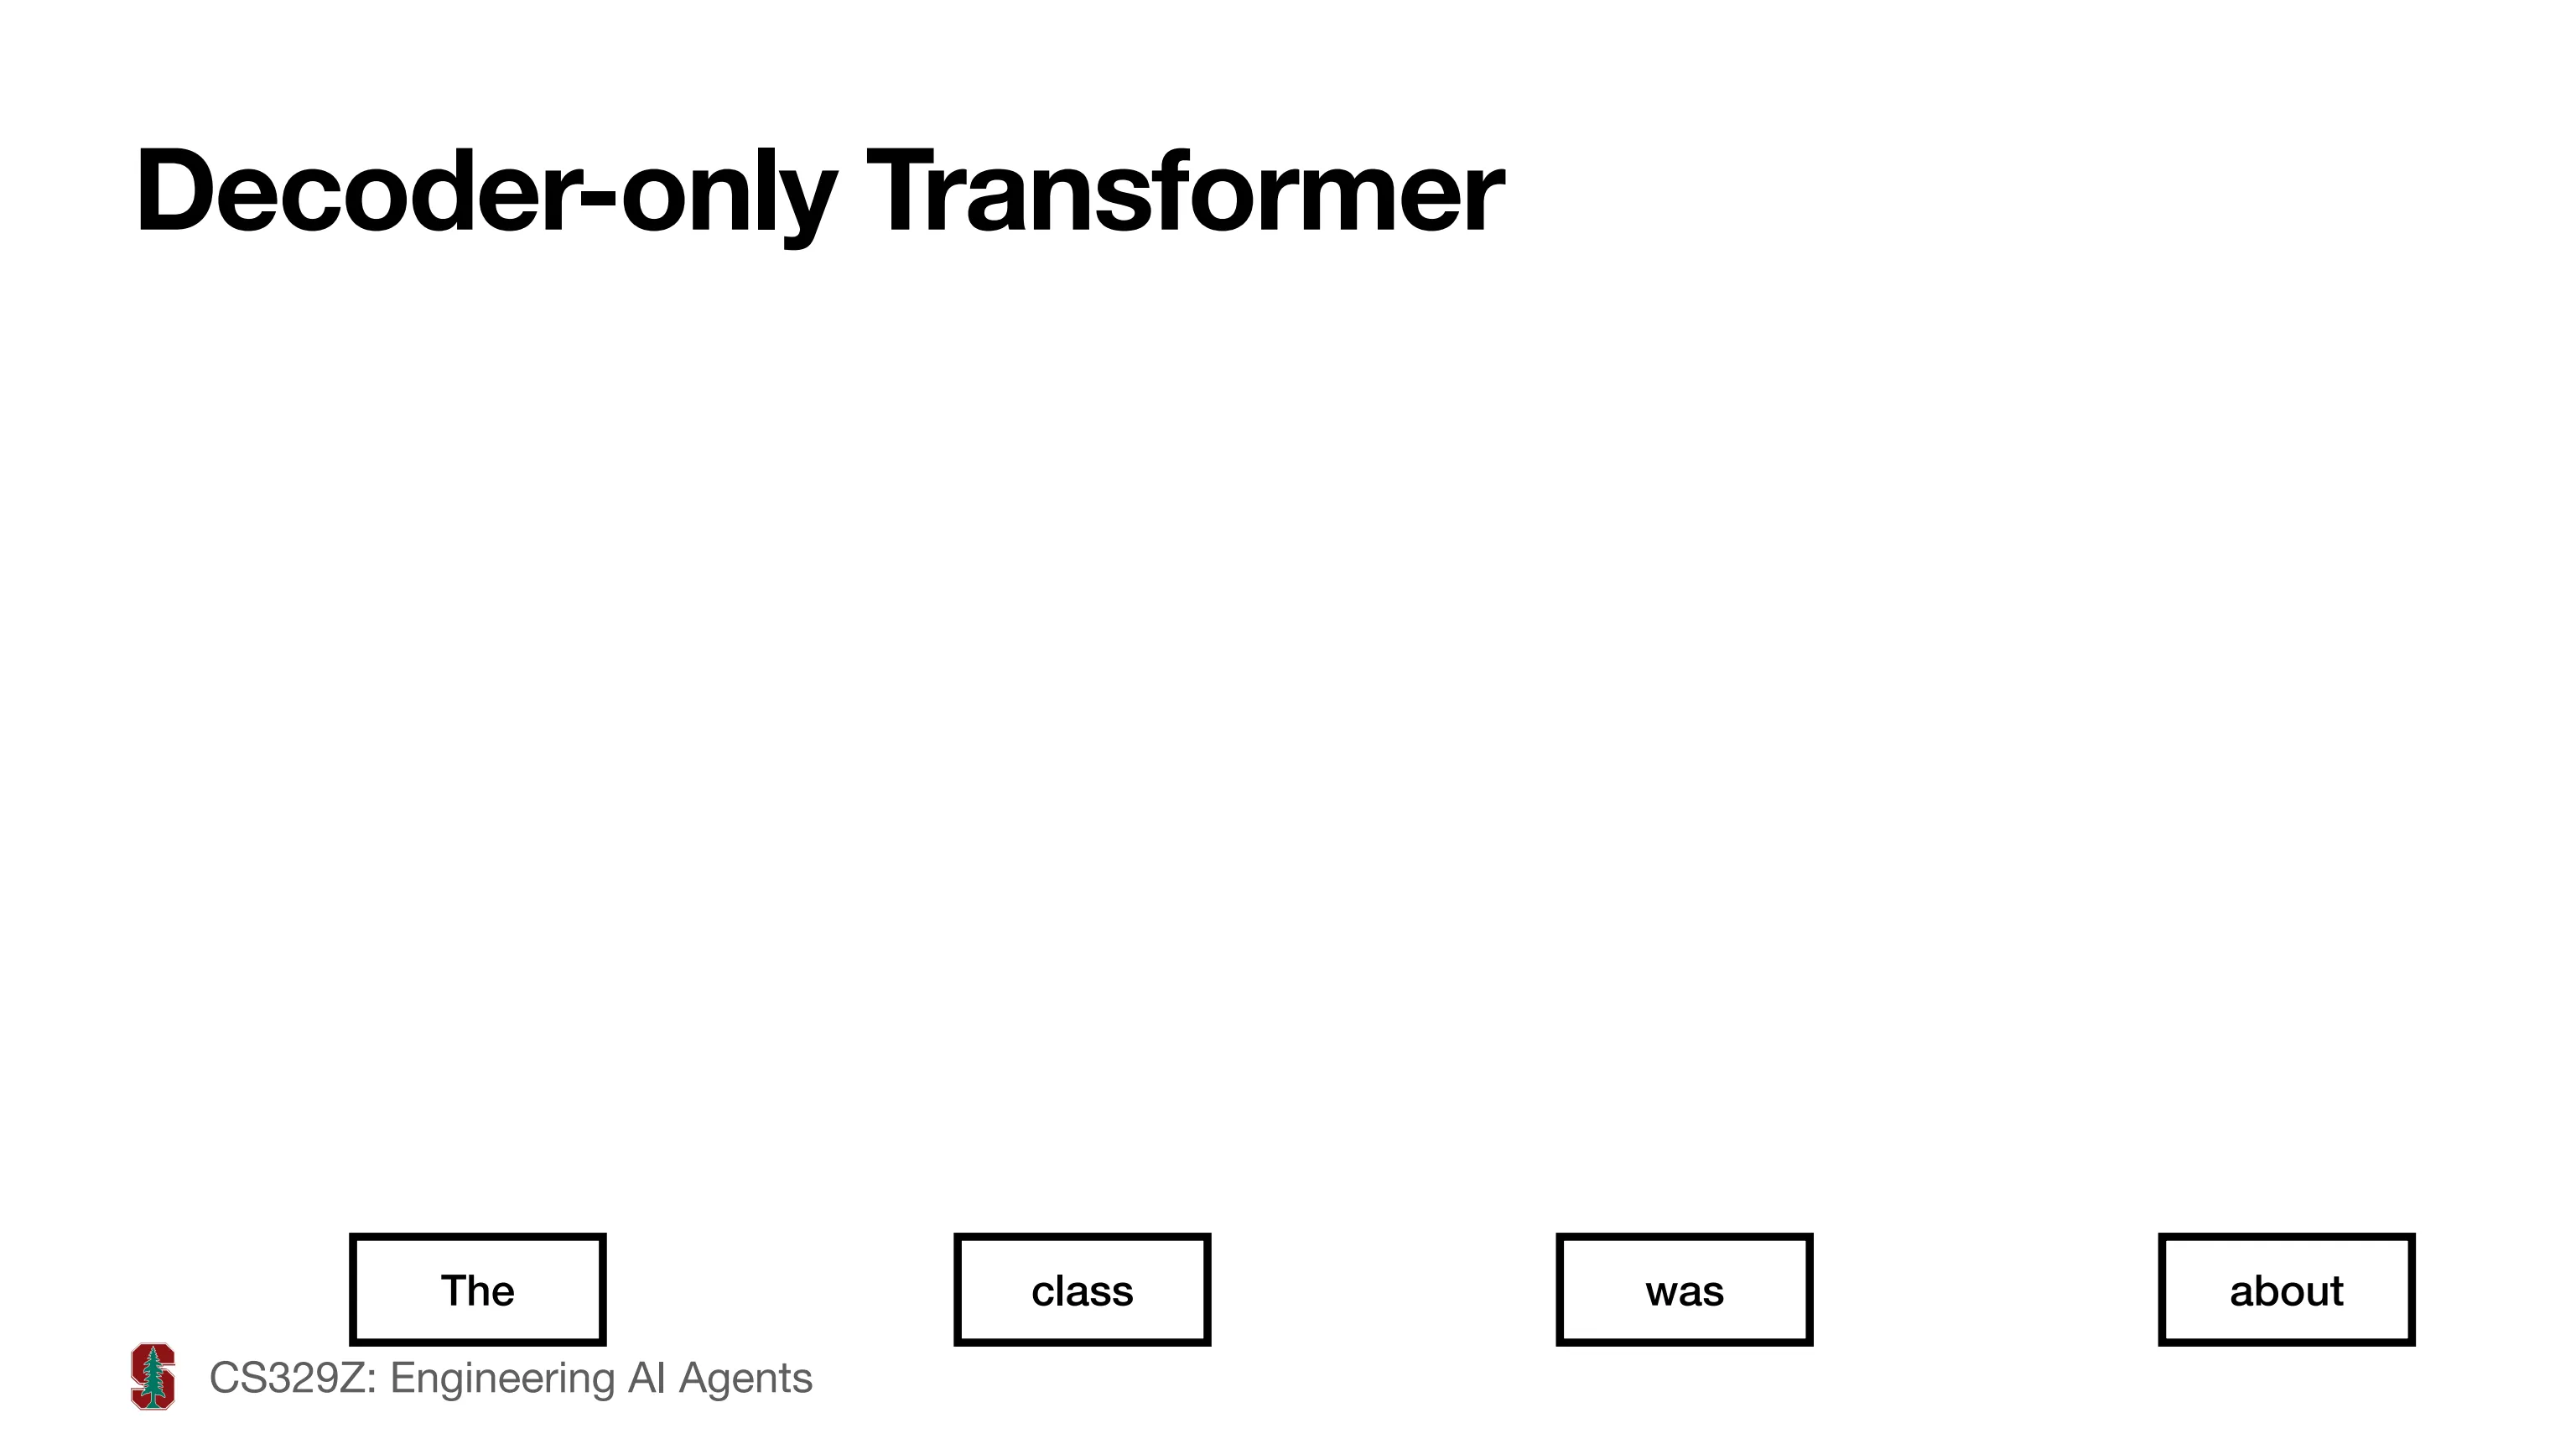 Decoder-only Transformer
The class was about
CS329Z: Engineering AI Agents